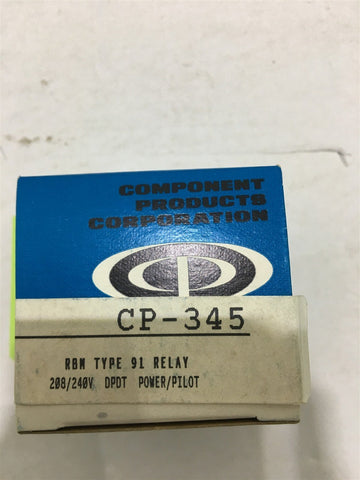 COMPONENT
PRODUCTS
CORPORATION
CP-345
RBM TYPE 91 RELAY
208/240V DPDT POWER/PILOT